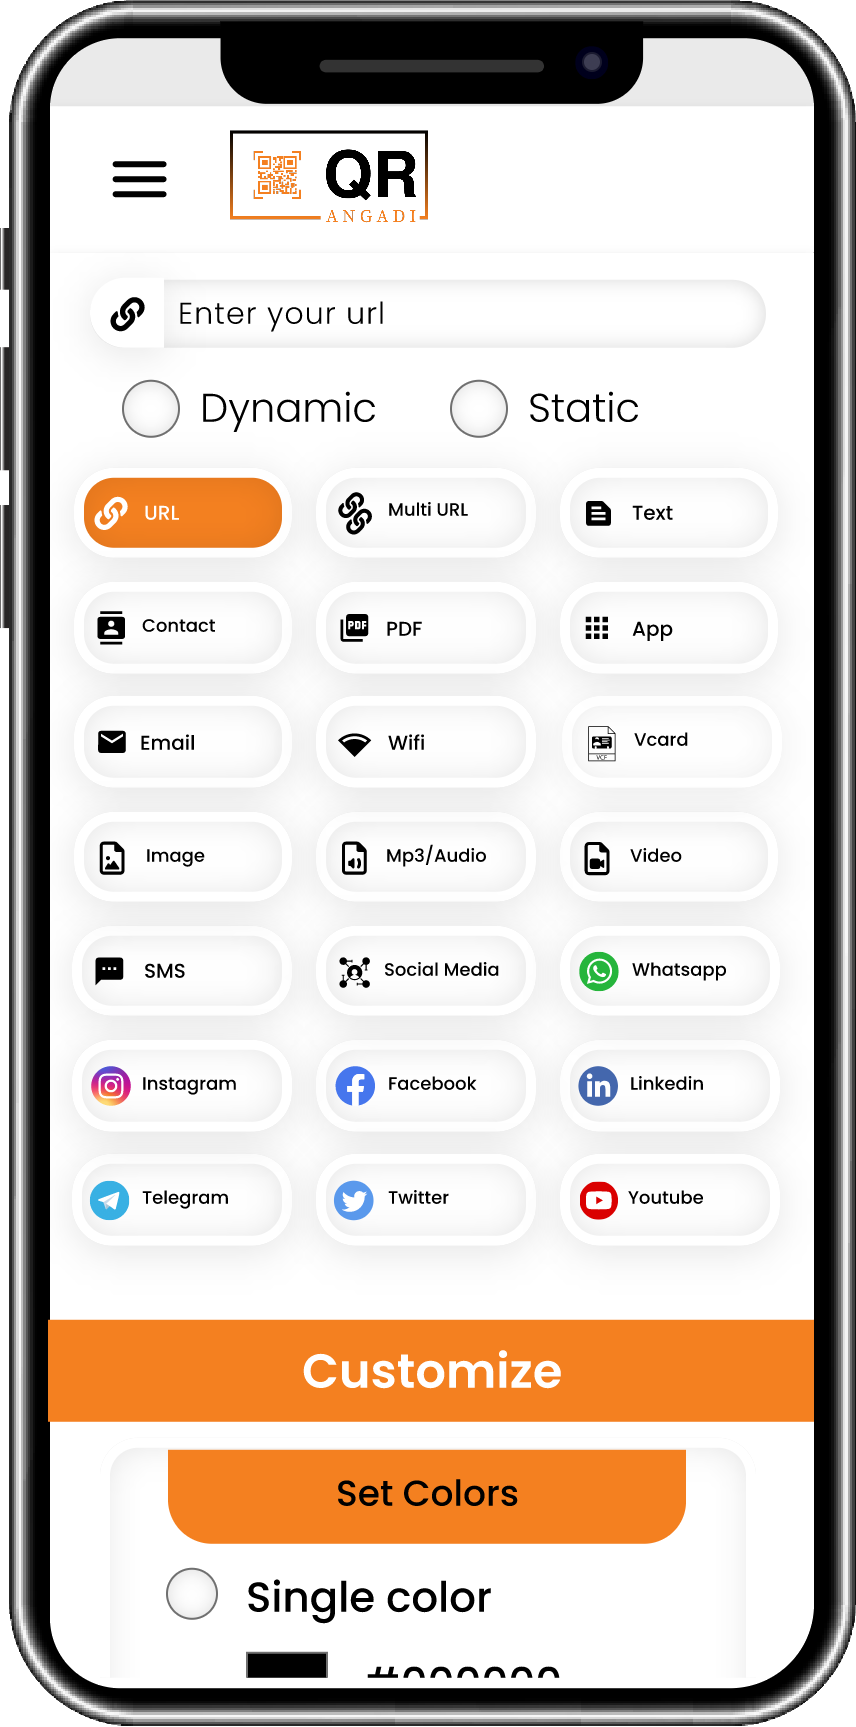 QR
ANGADI
Enter your url
Dynamic Static
URL Multi URL Text
Contact PDF App
Email Wifi Vcard
Image Mp3/Audio Video
SMS Social Media Whatsapp
Instagram Facebook Linkedin
Telegram Twitter Youtube
Customize
Set Colors
Single color
#000000